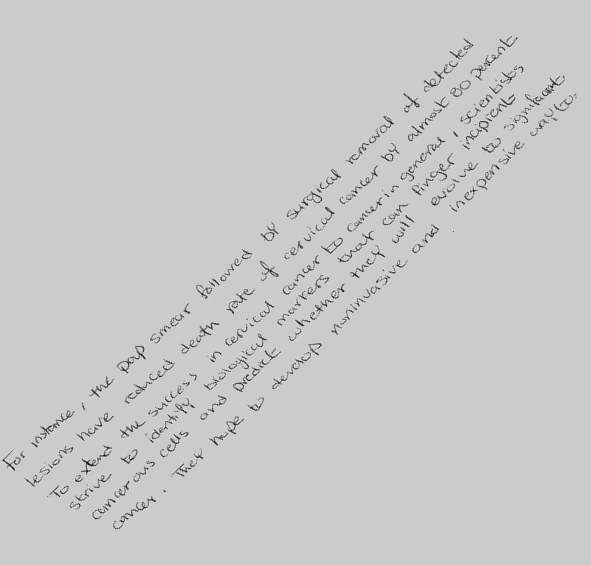 For instance, the pap smear followed by surgical removal of detected
lesions have reduced death rate of cervical cancer by almost 80 percent.
To extend the success in cervical cancer to cancer in general, scientists
strive to identify biological markers that can finger incipient
cancerous cells and predict whether they will evolve to significant
cancer. They hope to develop noninvasive and inexpensive way to.